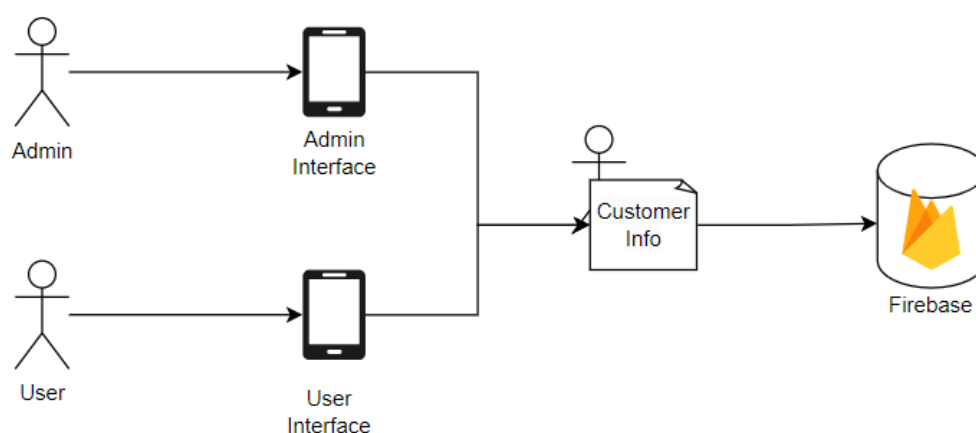 Admin
Admin
Interface
Customer
Info
Firebase
User
User
Interface